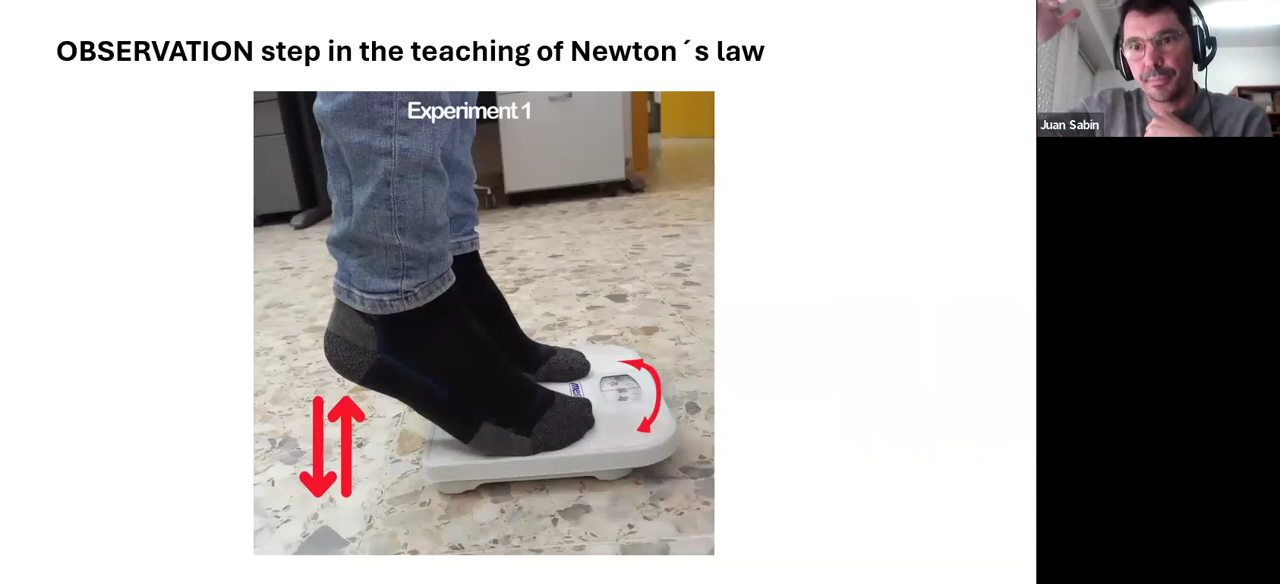 OBSERVATION step in the teaching of Newton´s law
Experiment 1
Juan Sabin